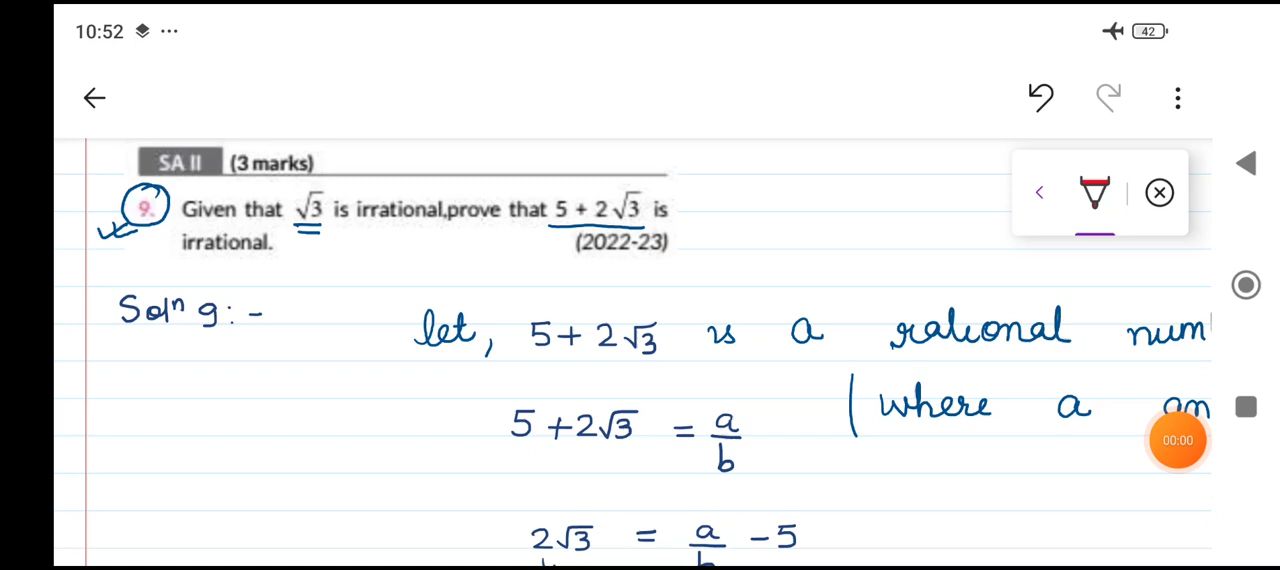 10:52 ... 42
SA II (3 marks)
9. Given that √3 is irrational,prove that 5 + 2√3 is
irrational. (2022-23)
Solⁿ 9:-
let, 5+ 2√3 is a rational num
5 +2√3 = a/b (where a an
00:00
2√3 = a/b - 5